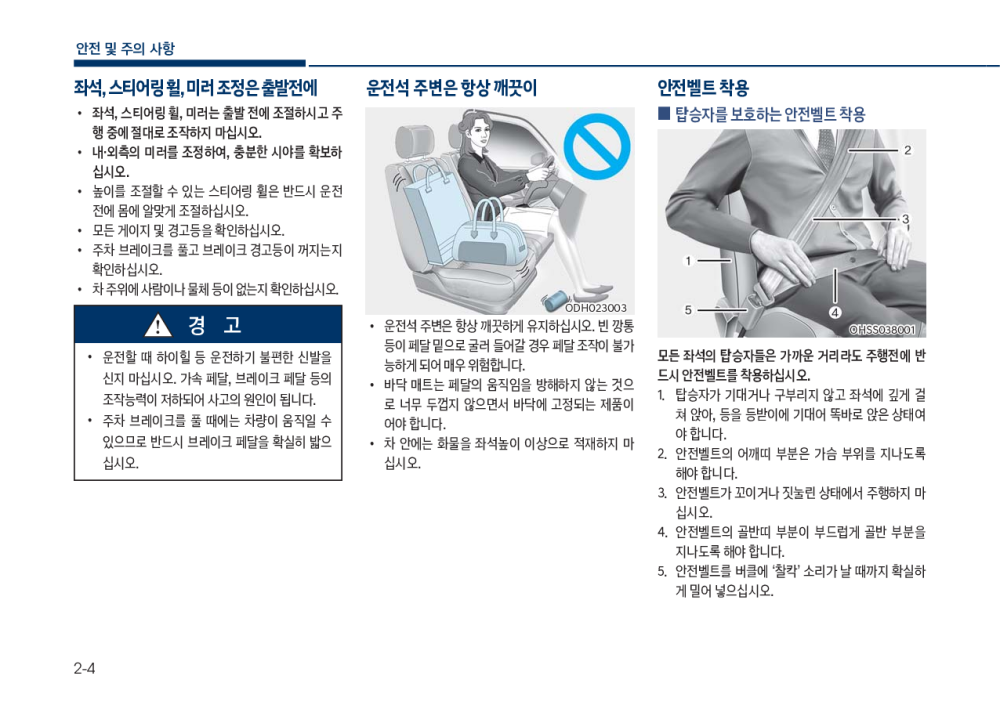 안전 및 주의 사항
좌석, 스티어링 휠, 미러 조정은 출발전에
• 좌석, 스티어링 휠, 미러는 출발 전에 조절하시고 주
행 중에 절대로 조작하지 마십시오.
• 내·외측의 미러를 조정하여, 충분한 시야를 확보하
십시오.
• 높이를 조절할 수 있는 스티어링 휠은 반드시 운전
전에 몸에 알맞게 조절하십시오.
• 모든 게이지 및 경고등을 확인하십시오.
• 주차 브레이크를 풀고 브레이크 경고등이 꺼지는지
확인하십시오.
• 차 주위에 사람이나 물체 등이 없는지 확인하십시오.
경 고
• 운전할 때 하이힐 등 운전하기 불편한 신발을
신지 마십시오. 가속 페달, 브레이크 페달 등의
조작능력이 저하되어 사고의 원인이 됩니다.
• 주차 브레이크를 풀 때에는 차량이 움직일 수
있으므로 반드시 브레이크 페달을 확실히 밟으
십시오.
운전석 주변은 항상 깨끗이
ODH023003
• 운전석 주변은 항상 깨끗하게 유지하십시오. 빈 깡통
등이 페달 밑으로 굴러 들어갈 경우 페달 조작이 불가
능하게 되어 매우 위험합니다.
• 바닥 매트는 페달의 움직임을 방해하지 않는 것으
로 너무 두껍지 않으면서 바닥에 고정되는 제품이
어야 합니다.
• 차 안에는 화물을 좌석높이 이상으로 적재하지 마
십시오.
안전벨트 착용
■ 탑승자를 보호하는 안전벨트 착용
2
3
1
5
4
OHSS038001
모든 좌석의 탑승자들은 가까운 거리라도 주행전에 반
드시 안전벨트를 착용하십시오.
1. 탑승자가 기대거나 구부리지 않고 좌석에 깊게 걸
쳐 앉아, 등을 등받이에 기대어 똑바로 앉은 상태여
야 합니다.
2. 안전벨트의 어깨띠 부분은 가슴 부위를 지나도록
해야 합니다.
3. 안전벨트가 꼬이거나 짓눌린 상태에서 주행하지 마
십시오.
4. 안전벨트의 골반띠 부분이 부드럽게 골반 부분을
지나도록 해야 합니다.
5. 안전벨트를 버클에 ‘찰칵’ 소리가 날 때까지 확실하
게 밀어 넣으십시오.
2-4